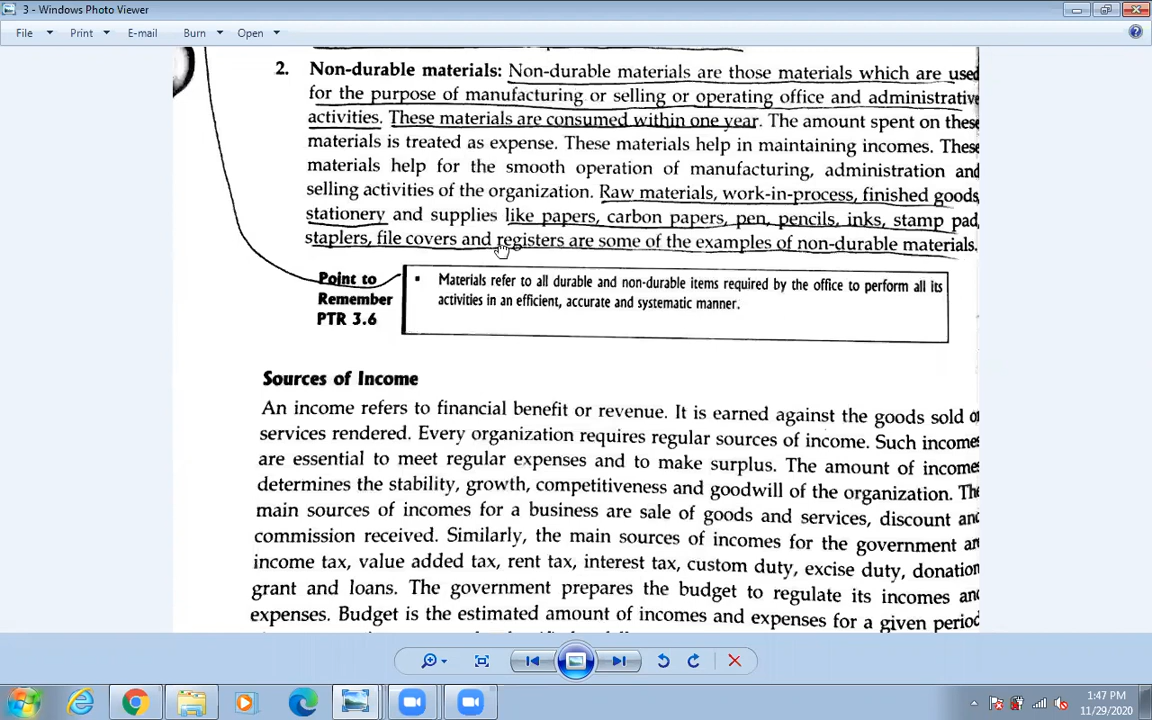 3 - Windows Photo Viewer
File Print E-mail Burn Open
2. Non-durable materials: Non-durable materials are those materials which are used
for the purpose of manufacturing or selling or operating office and administrative
activities. These materials are consumed within one year. The amount spent on these
materials is treated as expense. These materials help in maintaining incomes. These
materials help for the smooth operation of manufacturing, administration and
selling activities of the organization. Raw materials, work-in-process, finished goods,
stationery and supplies like papers, carbon papers, pen, pencils, inks, stamp pad,
staplers, file covers and registers are some of the examples of non-durable materials.
Point to
Remember
PTR 3.6
▪ Materials refer to all durable and non-durable items required by the office to perform all its
activities in an efficient, accurate and systematic manner.
Sources of Income
An income refers to financial benefit or revenue. It is earned against the goods sold or
services rendered. Every organization requires regular sources of income. Such incomes
are essential to meet regular expenses and to make surplus. The amount of incomes
determines the stability, growth, competitiveness and goodwill of the organization. The
main sources of incomes for a business are sale of goods and services, discount and
commission received. Similarly, the main sources of incomes for the government are
income tax, value added tax, rent tax, interest tax, custom duty, excise duty, donation
grant and loans. The government prepares the budget to regulate its incomes and
expenses. Budget is the estimated amount of incomes and expenses for a given period
1:47 PM
11/29/2020